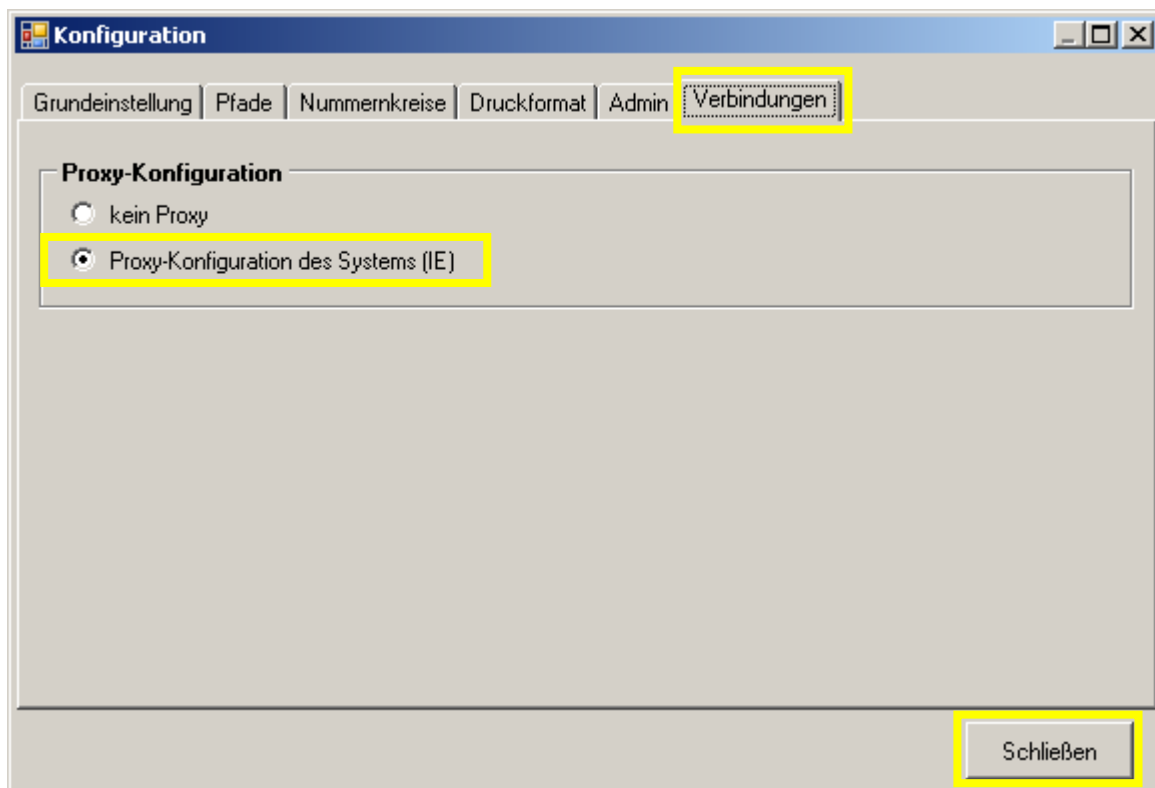 Konfiguration
Grundeinstellung Pfade Nummernkreise Druckformat Admin Verbindungen
Proxy-Konfiguration
kein Proxy
Proxy-Konfiguration des Systems (IE)
Schließen